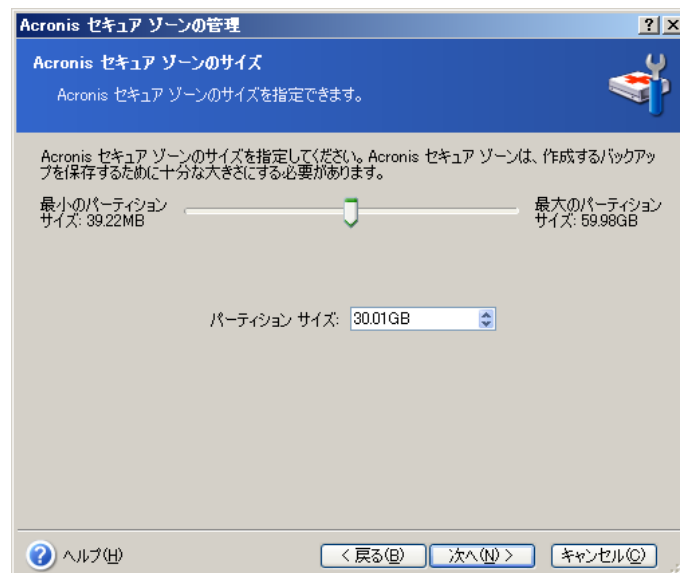 Acronis セキュア ゾーンの管理
Acronis セキュア ゾーンのサイズ
Acronis セキュア ゾーンのサイズを指定できます。
Acronis セキュア ゾーンのサイズを指定してください。Acronis セキュア ゾーンは、作成するバックアッ
プを保存するために十分な大きさにする必要があります。
最小のパーティション
サイズ: 39.22MB
最大のパーティション
サイズ: 59.98GB
パーティション サイズ: 30.01GB
ヘルプ(H)
< 戻る(B)
次へ(N) >
キャンセル(C)